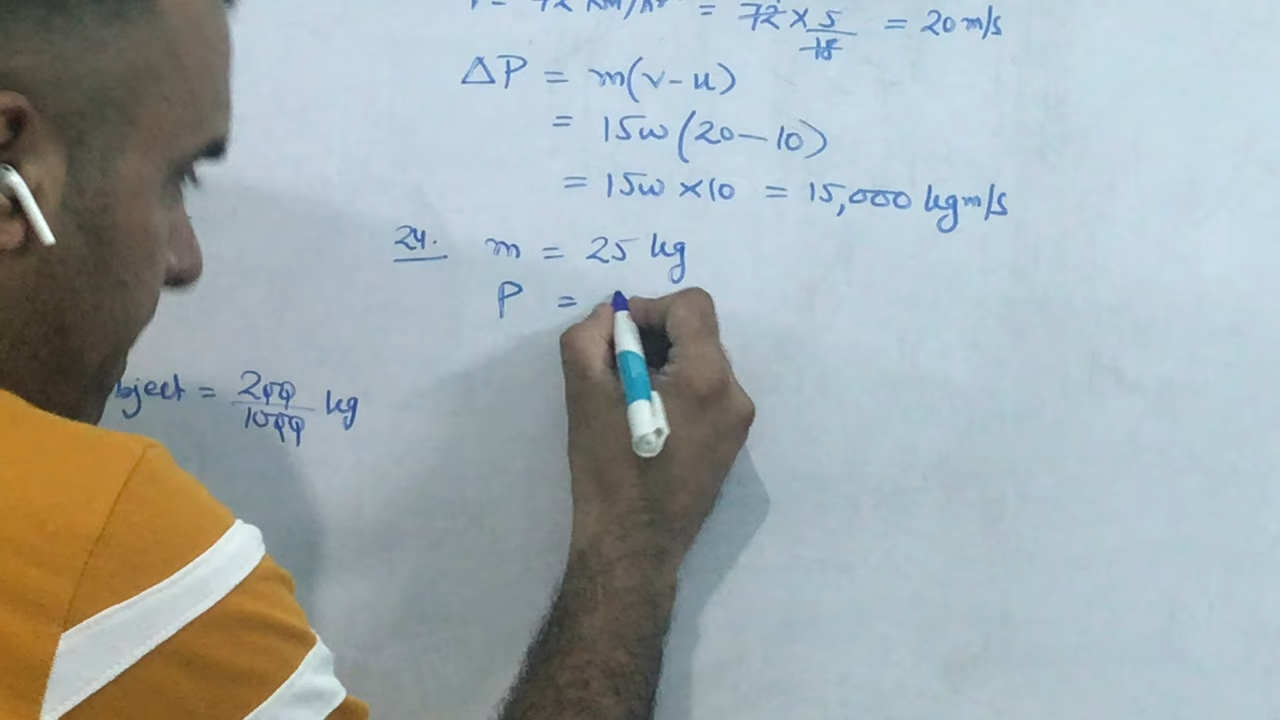 = 72 × 5/18 = 20 m/s
ΔP = m(v-u)
= 1500 (20-10)
= 1500 × 10 = 15,000 kg m/s
24. m = 25 kg
P =
bject = 200/1000 kg